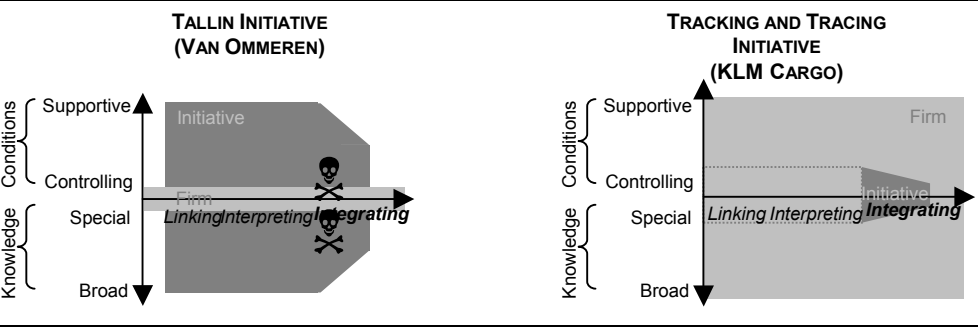 TALLIN INITIATIVE
(VAN OMMEREN)
Conditions
Supportive
Controlling
Knowledge
Special
Broad
Initiative
Firm
Linking Interpreting Integrating
TRACKING AND TRACING
INITIATIVE
(KLM CARGO)
Conditions
Supportive
Controlling
Knowledge
Special
Broad
Firm
Initiative
Linking Interpreting Integrating